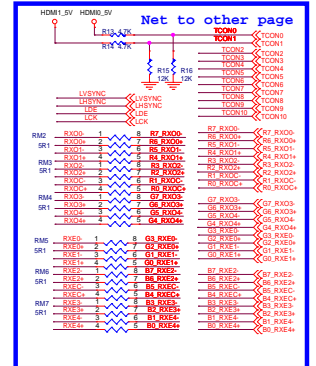 HDMI1_5V HDMI0_5V Net to other page
R13 4.7K TCON0 TCON0
R14 4.7K TCON1 TCON1
TCON2 TCON2
TCON3 TCON3
R15 R16 TCON4 TCON4
12K 12K TCON5 TCON5
TCON6 TCON6
TCON7 TCON7
LVSYNC LVSYNC TCON8 TCON8
LHSYNC LHSYNC TCON9 TCON9
LDE LDE TCON10 TCON10
LCK LCK
RM2 RXO0- 1 8 R7_RXO0- R7_RXO0- R7_RXO0-
5R1 RXO0+ 2 7 R6_RXO0+ R6_RXO0+ R6_RXO0+
RXO1- 3 6 R5_RXO1- R5_RXO1- R5_RXO1-
RXO1+ 4 5 R4_RXO1+ R4_RXO1+ R4_RXO1+
RM3 RXO2- 1 8 R3_RXO2- R3_RXO2- R3_RXO2-
5R1 RXO2+ 2 7 R2_RXO2+ R2_RXO2+ R2_RXO2+
RXOC- 3 6 R1_RXOC- R1_RXOC- R1_RXOC-
RXOC+ 4 5 R0_RXOC+ R0_RXOC+ R0_RXOC+
RM4 RXO3- 1 8 G7_RXO3- G7_RXO3- G7_RXO3-
5R1 RXO3+ 2 7 G6_RXO3+ G6_RXO3+ G6_RXO3+
RXO4- 3 6 G5_RXO4- G5_RXO4- G5_RXO4-
RXO4+ 4 5 G4_RXO4+ G4_RXO4+ G4_RXO4+
RM5 RXE0- 1 8 G3_RXE0- G3_RXE0- G3_RXE0-
5R1 RXE0+ 2 7 G2_RXE0+ G2_RXE0+ G2_RXE0+
RXE1- 3 6 G1_RXE1- G1_RXE1- G1_RXE1-
RXE1+ 4 5 G0_RXE1+ G0_RXE1+ G0_RXE1+
RM6 RXE2- 1 8 B7_RXE2- B7_RXE2- B7_RXE2-
5R1 RXE2+ 2 7 B6_RXE2+ B6_RXE2+ B6_RXE2+
RXEC- 3 6 B5_RXEC- B5_RXEC- B5_RXEC-
RXEC+ 4 5 B4_RXEC+ B4_RXEC+ B4_RXEC+
RM7 RXE3- 1 8 B3_RXE3- B3_RXE3- B3_RXE3-
5R1 RXE3+ 2 7 B2_RXE3+ B2_RXE3+ B2_RXE3+
RXE4- 3 6 B1_RXE4- B1_RXE4- B1_RXE4-
RXE4+ 4 5 B0_RXE4+ B0_RXE4+ B0_RXE4+